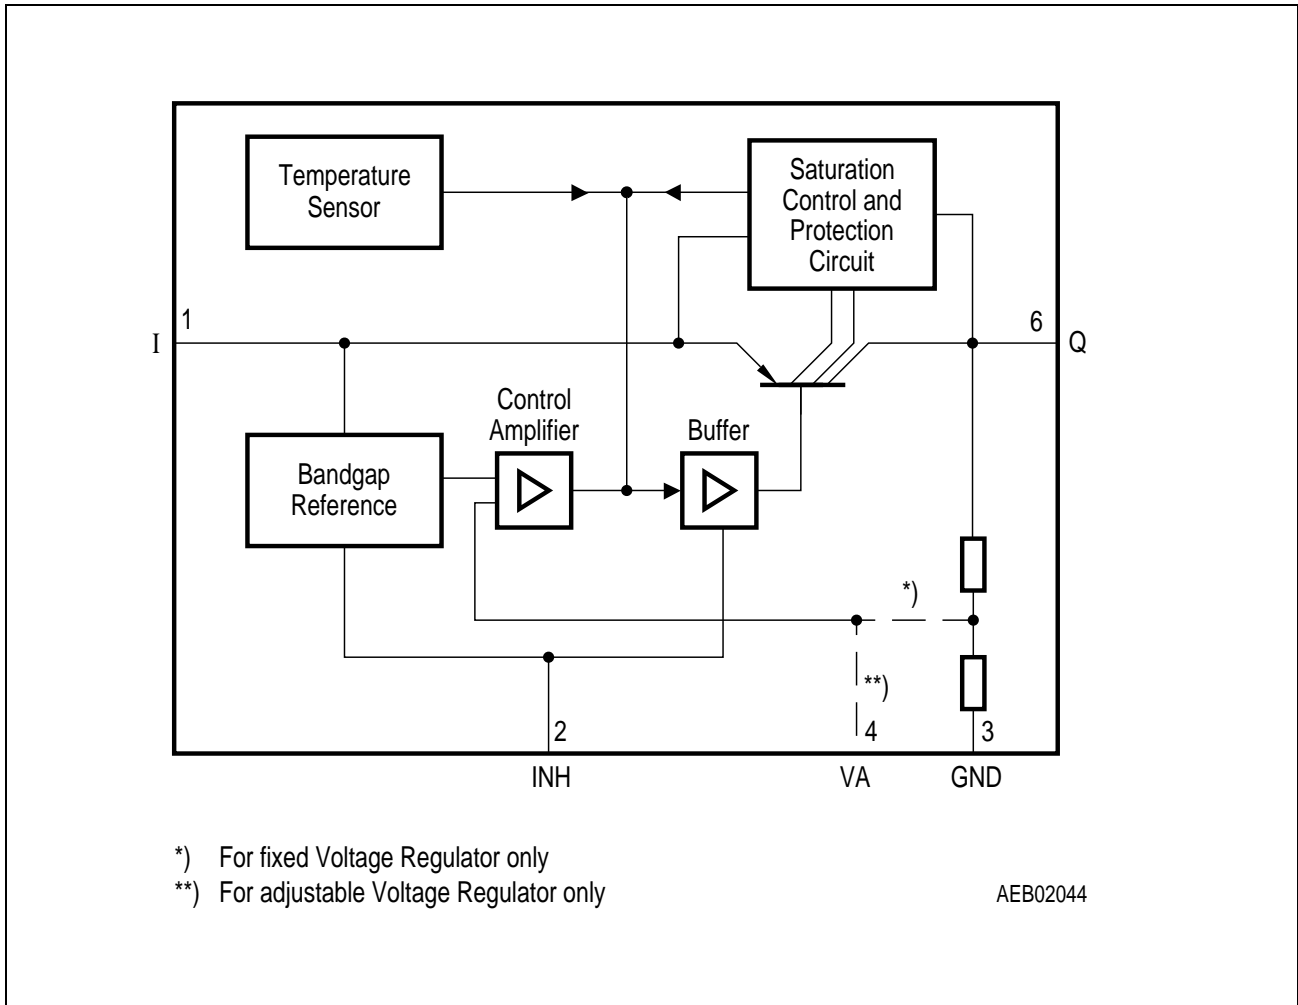 Temperature
Sensor
Saturation
Control and
Protection
Circuit
1
I
6
Q
Control
Amplifier
Buffer
Bandgap
Reference
*)
**)
2
4
3
INH
VA
GND
*) For fixed Voltage Regulator only
**) For adjustable Voltage Regulator only
AEB02044